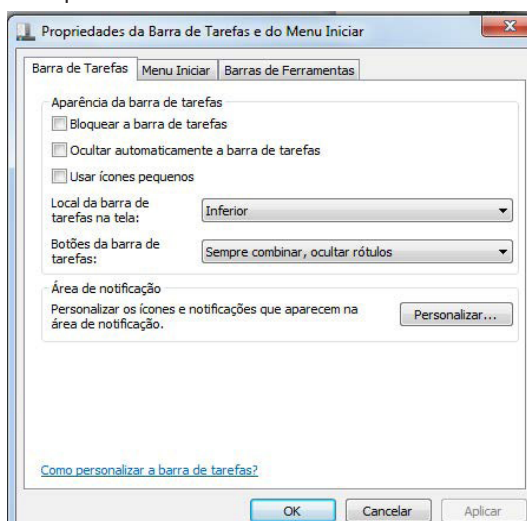 Propriedades da Barra de Tarefas e do Menu Iniciar
Barra de Tarefas Menu Iniciar Barras de Ferramentas
Aparência da barra de tarefas
Bloquear a barra de tarefas
Ocultar automaticamente a barra de tarefas
Usar ícones pequenos
Local da barra de
tarefas na tela:
Inferior
Botões da barra de
tarefas:
Sempre combinar, ocultar rótulos
Área de notificação
Personalizar os ícones e notificações que aparecem na
área de notificação.
Personalizar...
Como personalizar a barra de tarefas?
OK Cancelar Aplicar